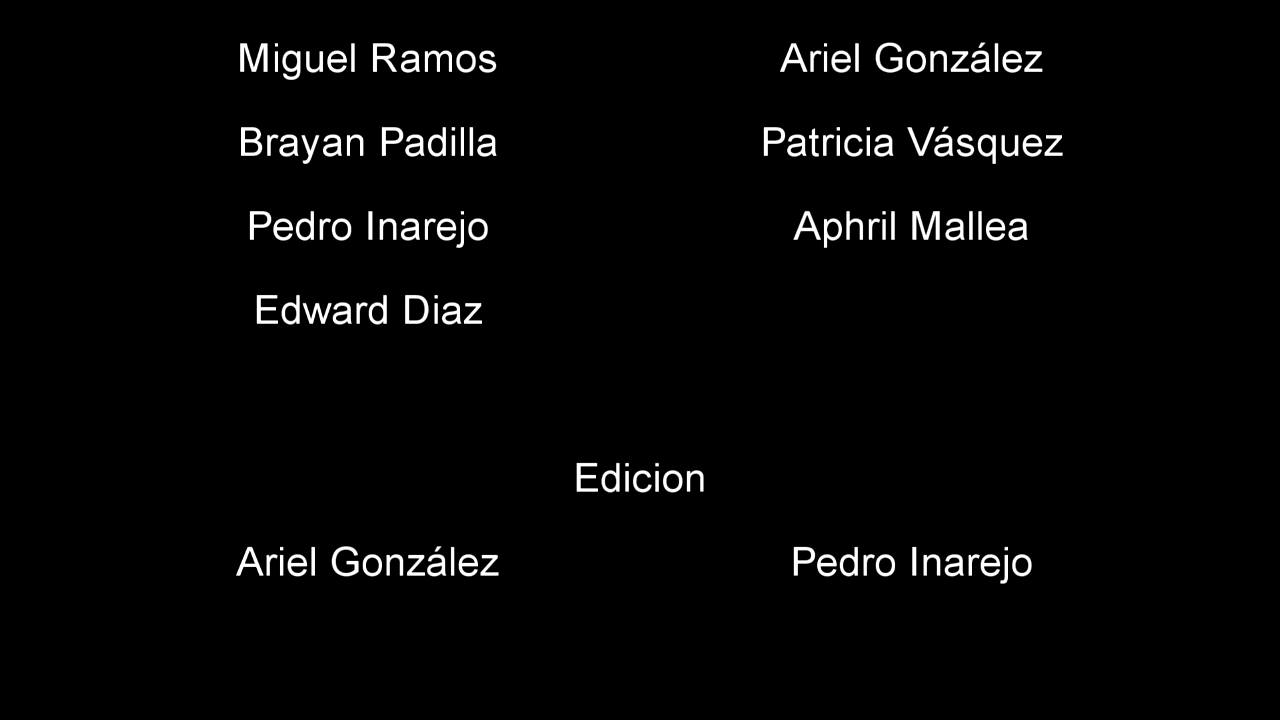 Miguel Ramos
Ariel González
Brayan Padilla
Patricia Vásquez
Pedro Inarejo
Aphril Mallea
Edward Diaz
Edicion
Ariel González
Pedro Inarejo